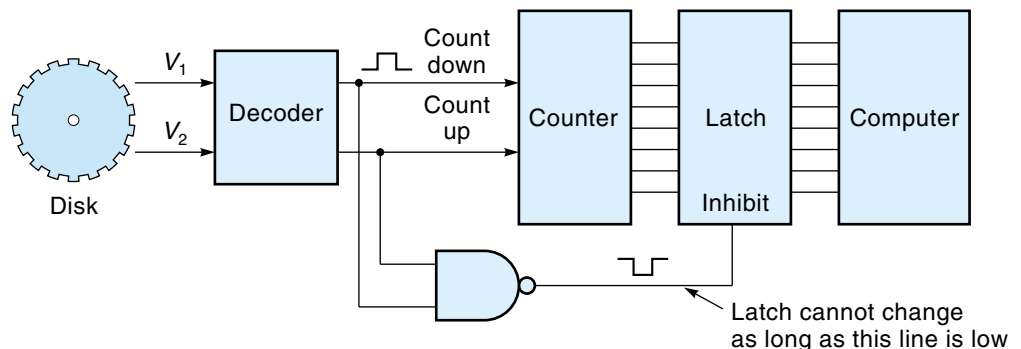 V1
V2
Disk
Decoder
Count
down
Count
up
Counter
Latch
Inhibit
Computer
Latch cannot change
as long as this line is low